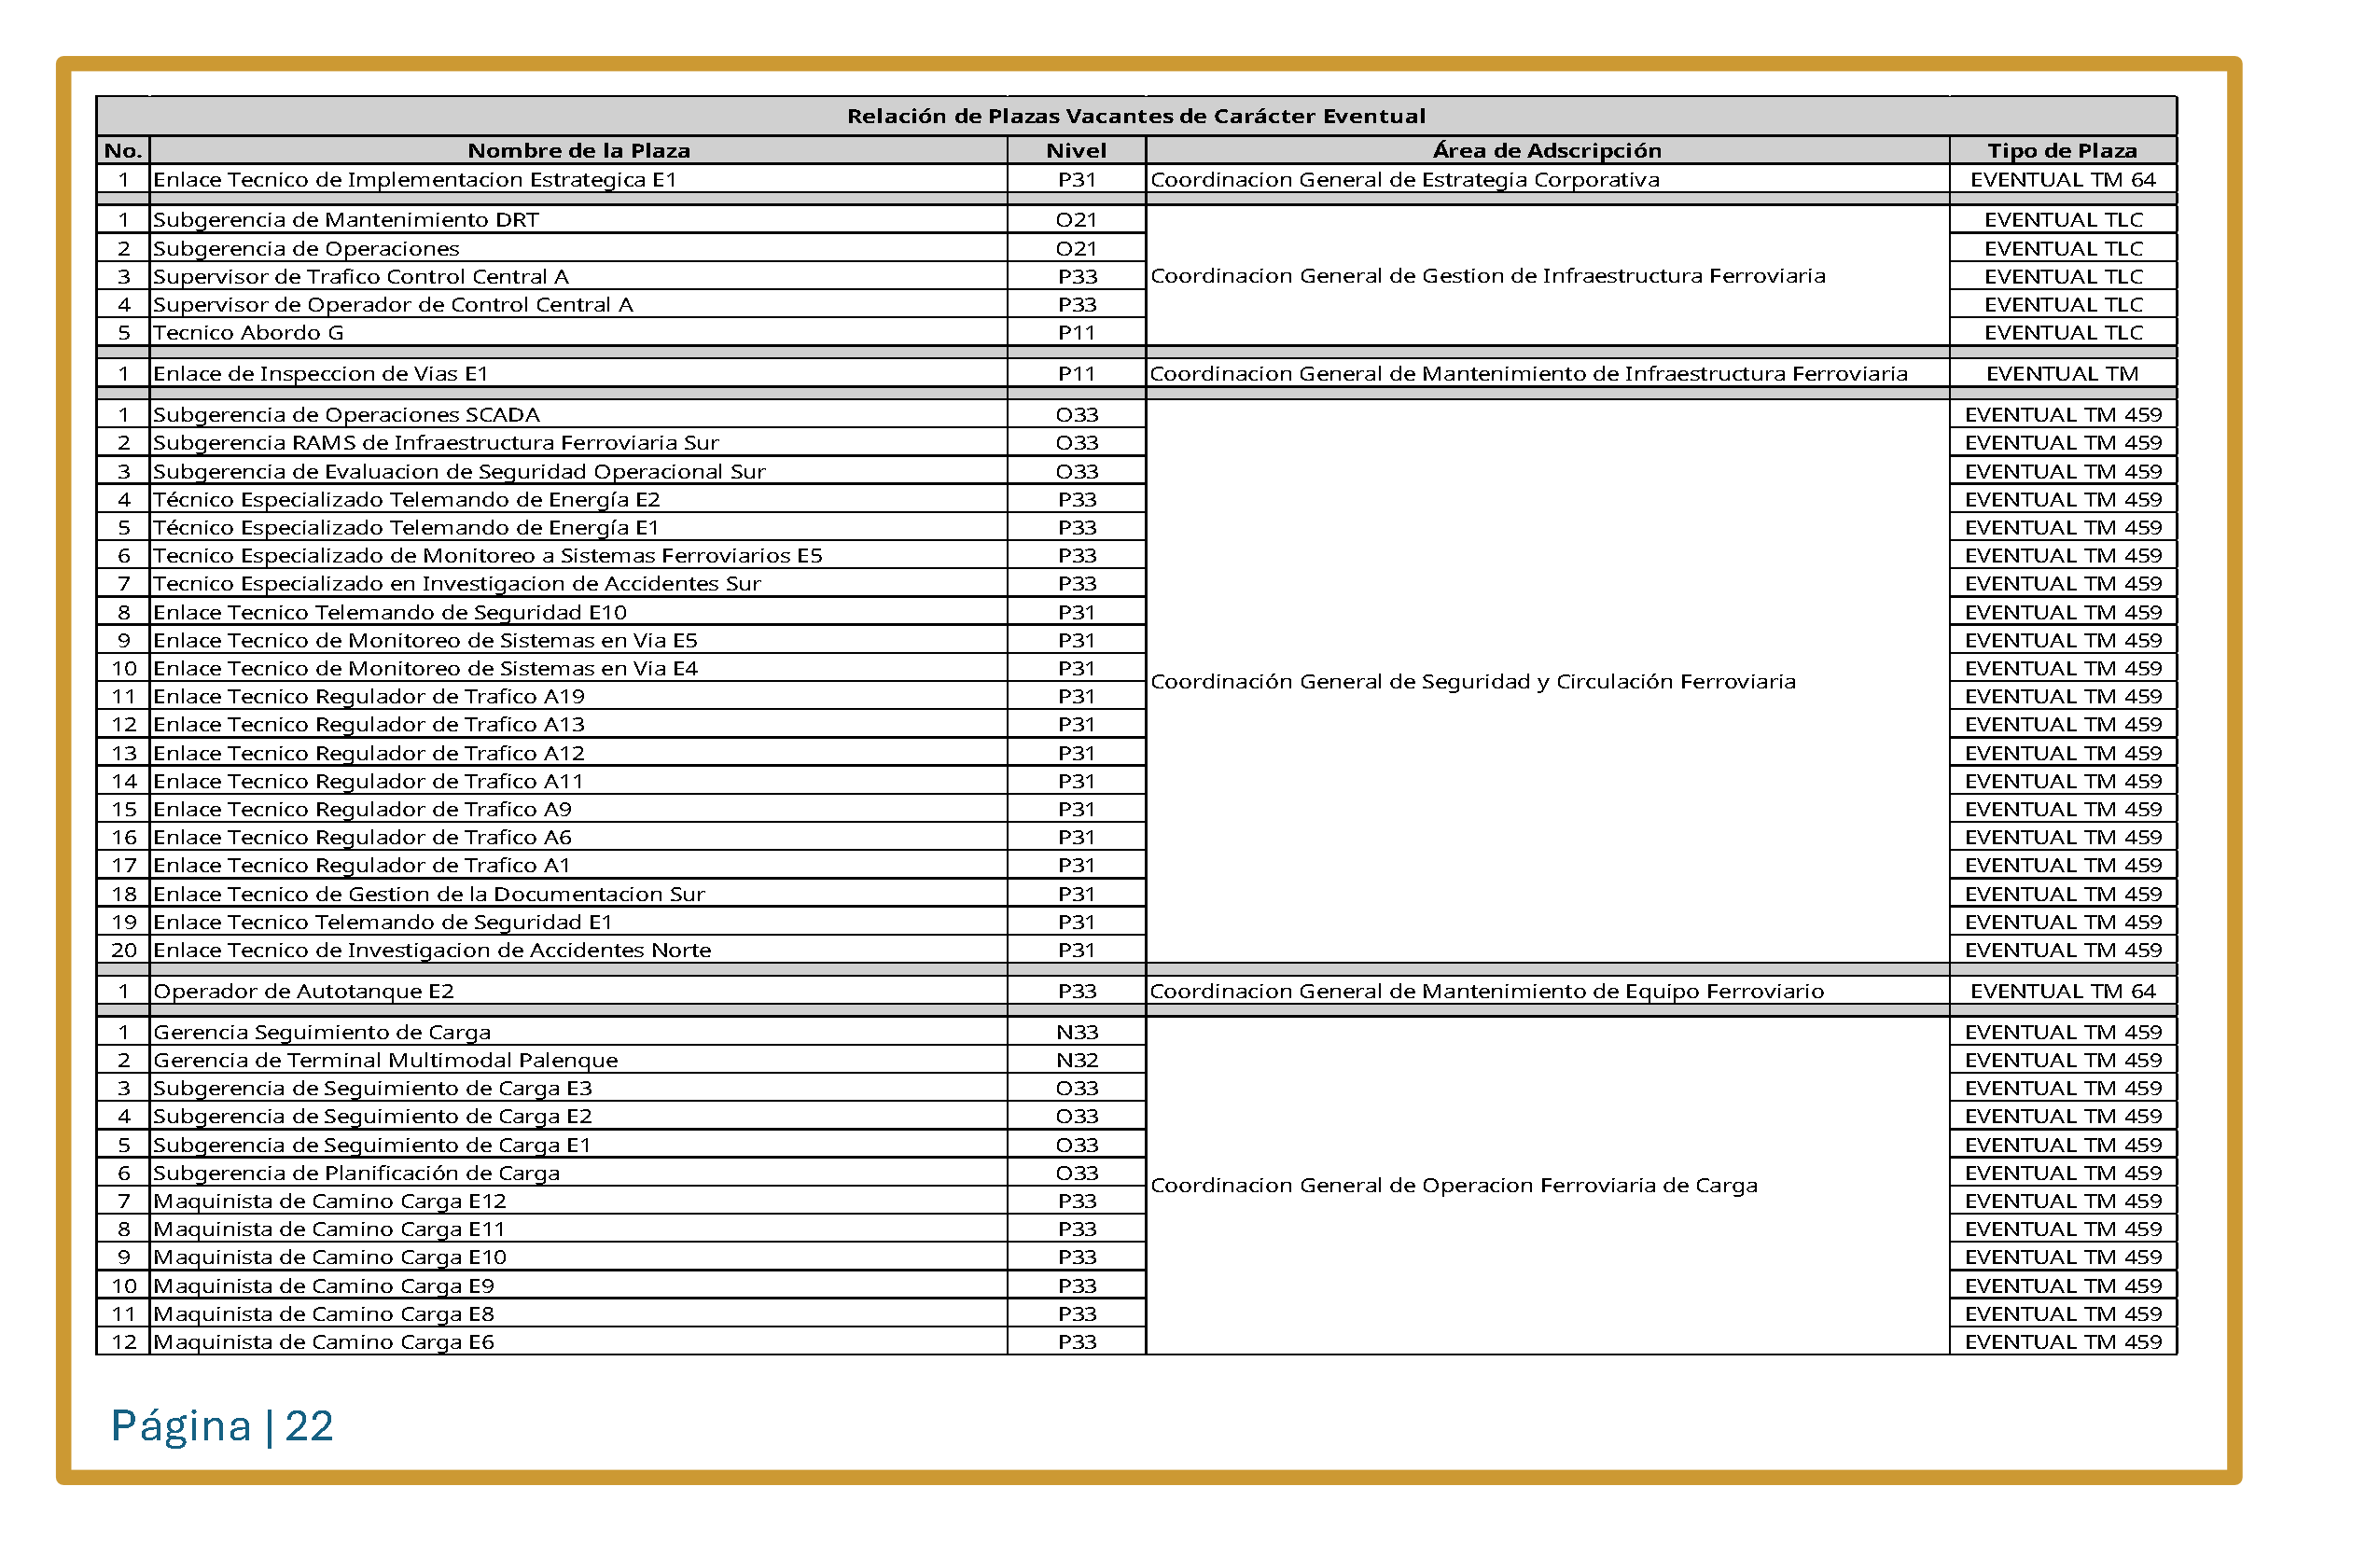 Relación de Plazas Vacantes de Carácter Eventual
No. Nombre de la Plaza Nivel Área de Adscripción Tipo de Plaza
1 Enlace Tecnico de Implementacion Estrategica E1 P31 Coordinacion General de Estrategia Corporativa EVENTUAL TM 64
1 Subgerencia de Mantenimiento DRT O21 EVENTUAL TLC
2 Subgerencia de Operaciones O21 EVENTUAL TLC
3 Supervisor de Trafico Control Central A P33 Coordinacion General de Gestion de Infraestructura Ferroviaria EVENTUAL TLC
4 Supervisor de Operador de Control Central A P33 EVENTUAL TLC
5 Tecnico Abordo G P11 EVENTUAL TLC
1 Enlace de Inspeccion de Vias E1 P11 Coordinacion General de Mantenimiento de Infraestructura Ferroviaria EVENTUAL TM
1 Subgerencia de Operaciones SCADA O33 EVENTUAL TM 459
2 Subgerencia RAMS de Infraestructura Ferroviaria Sur O33 EVENTUAL TM 459
3 Subgerencia de Evaluacion de Seguridad Operacional Sur O33 EVENTUAL TM 459
4 Técnico Especializado Telemando de Energía E2 P33 EVENTUAL TM 459
5 Técnico Especializado Telemando de Energía E1 P33 EVENTUAL TM 459
6 Tecnico Especializado de Monitoreo a Sistemas Ferroviarios E5 P33 EVENTUAL TM 459
7 Tecnico Especializado en Investigacion de Accidentes Sur P33 EVENTUAL TM 459
8 Enlace Tecnico Telemando de Seguridad E10 P31 EVENTUAL TM 459
9 Enlace Tecnico de Monitoreo de Sistemas en Via E5 P31 EVENTUAL TM 459
10 Enlace Tecnico de Monitoreo de Sistemas en Via E4 P31 EVENTUAL TM 459
Coordinación General de Seguridad y Circulación Ferroviaria
11 Enlace Tecnico Regulador de Trafico A19 P31 EVENTUAL TM 459
12 Enlace Tecnico Regulador de Trafico A13 P31 EVENTUAL TM 459
13 Enlace Tecnico Regulador de Trafico A12 P31 EVENTUAL TM 459
14 Enlace Tecnico Regulador de Trafico A11 P31 EVENTUAL TM 459
15 Enlace Tecnico Regulador de Trafico A9 P31 EVENTUAL TM 459
16 Enlace Tecnico Regulador de Trafico A6 P31 EVENTUAL TM 459
17 Enlace Tecnico Regulador de Trafico A1 P31 EVENTUAL TM 459
18 Enlace Tecnico de Gestion de la Documentacion Sur P31 EVENTUAL TM 459
19 Enlace Tecnico Telemando de Seguridad E1 P31 EVENTUAL TM 459
20 Enlace Tecnico de Investigacion de Accidentes Norte P31 EVENTUAL TM 459
1 Operador de Autotanque E2 P33 Coordinacion General de Mantenimiento de Equipo Ferroviario EVENTUAL TM 64
1 Gerencia Seguimiento de Carga N33 EVENTUAL TM 459
2 Gerencia de Terminal Multimodal Palenque N32 EVENTUAL TM 459
3 Subgerencia de Seguimiento de Carga E3 O33 EVENTUAL TM 459
4 Subgerencia de Seguimiento de Carga E2 O33 EVENTUAL TM 459
5 Subgerencia de Seguimiento de Carga E1 O33 EVENTUAL TM 459
6 Subgerencia de Planificación de Carga O33 EVENTUAL TM 459
Coordinacion General de Operacion Ferroviaria de Carga
7 Maquinista de Camino Carga E12 P33 EVENTUAL TM 459
8 Maquinista de Camino Carga E11 P33 EVENTUAL TM 459
9 Maquinista de Camino Carga E10 P33 EVENTUAL TM 459
10 Maquinista de Camino Carga E9 P33 EVENTUAL TM 459
11 Maquinista de Camino Carga E8 P33 EVENTUAL TM 459
12 Maquinista de Camino Carga E6 P33 EVENTUAL TM 459
Página | 22